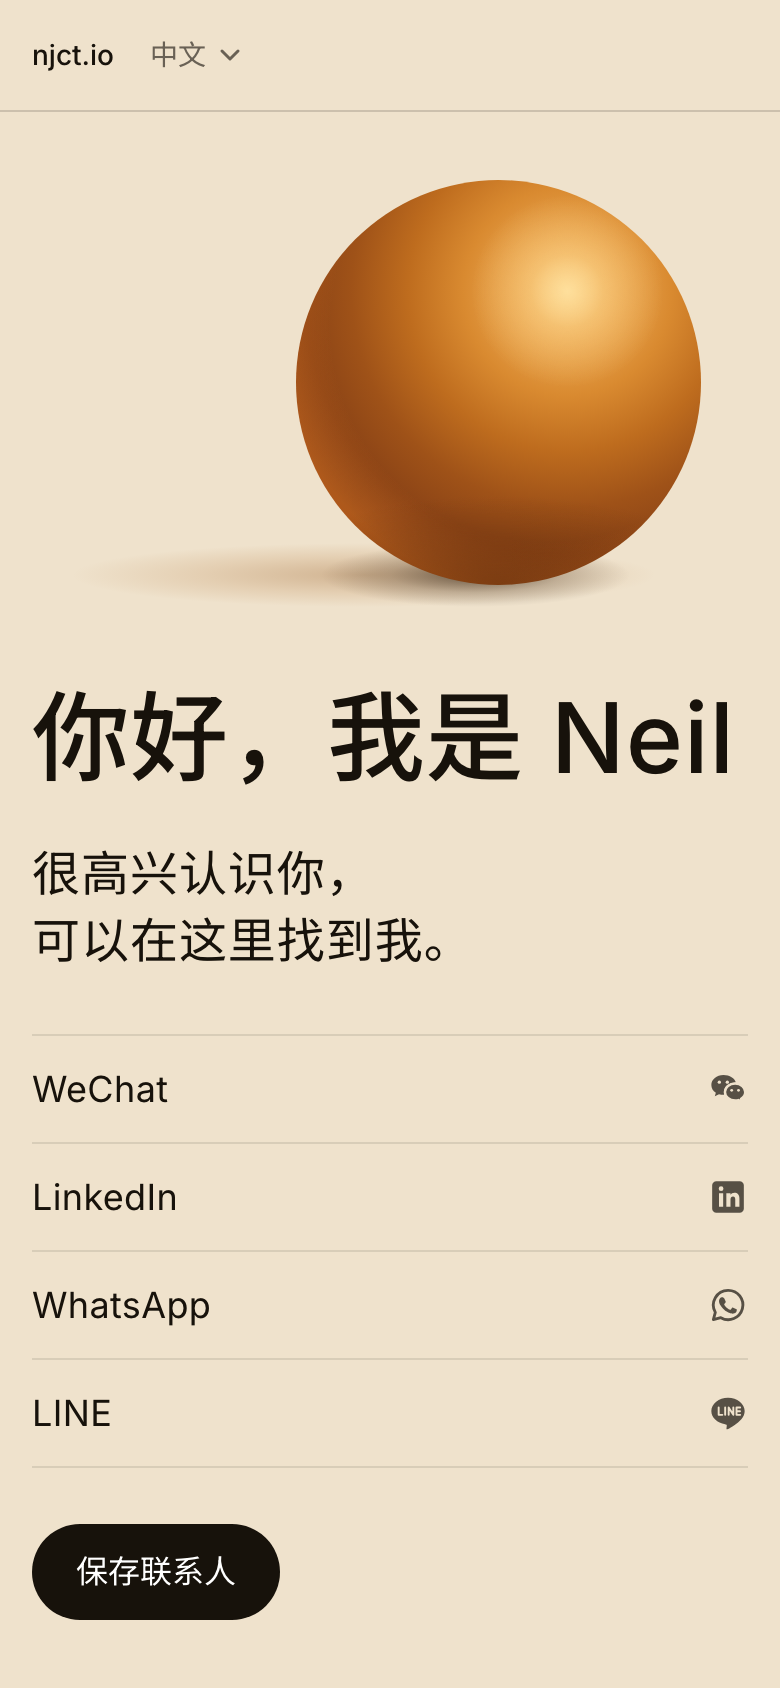 njct.io 中文
你好，我是 Neil
很高兴认识你，
可以在这里找到我。
WeChat
LinkedIn in
WhatsApp
LINE LINE
保存联系人